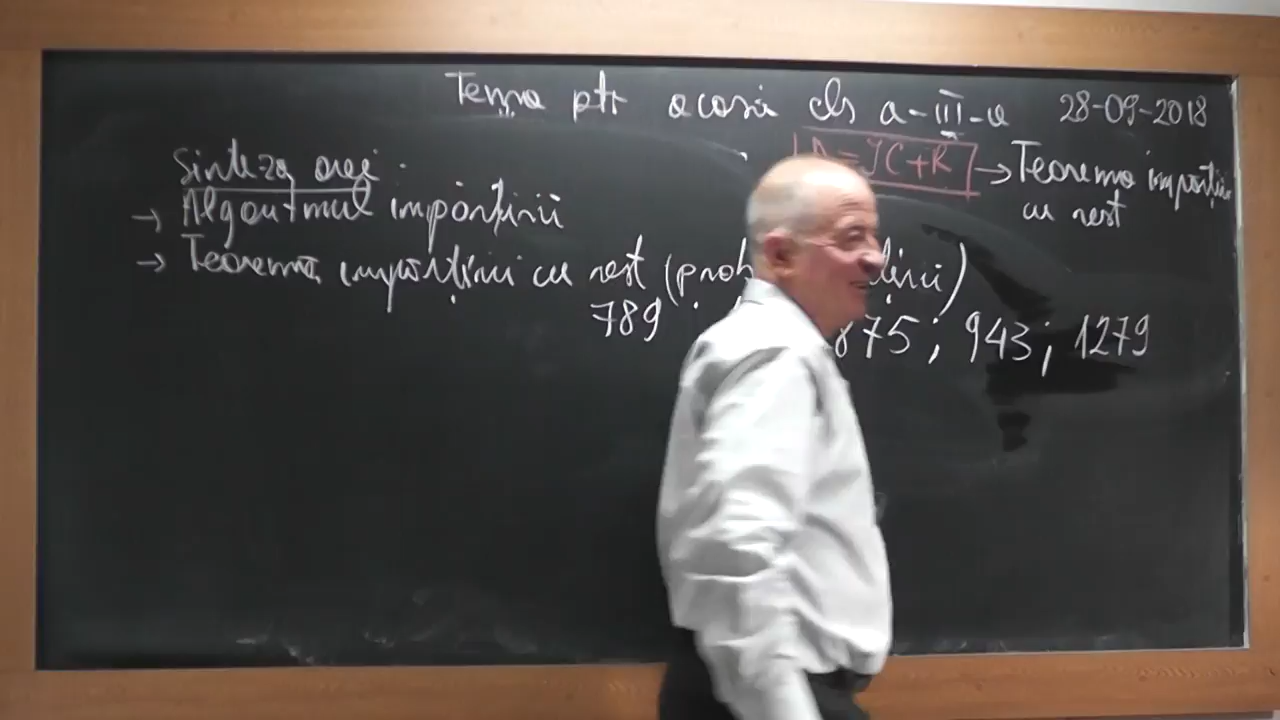 Tema ptr acasă cls a-III-a 28-09-2018
Sinteza orei
= ÎC+R → Teorema împărțirii
cu rest
→ Algoritmul împărțirii
→ Teorema împărțirii cu rest (prob
789 ; 875; 943; 1279